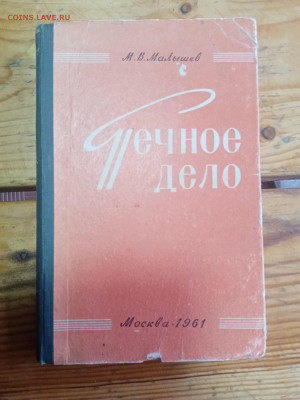 COINS.LAVE.RU
М.В.Малышев
Печное
дело
Москва-1961